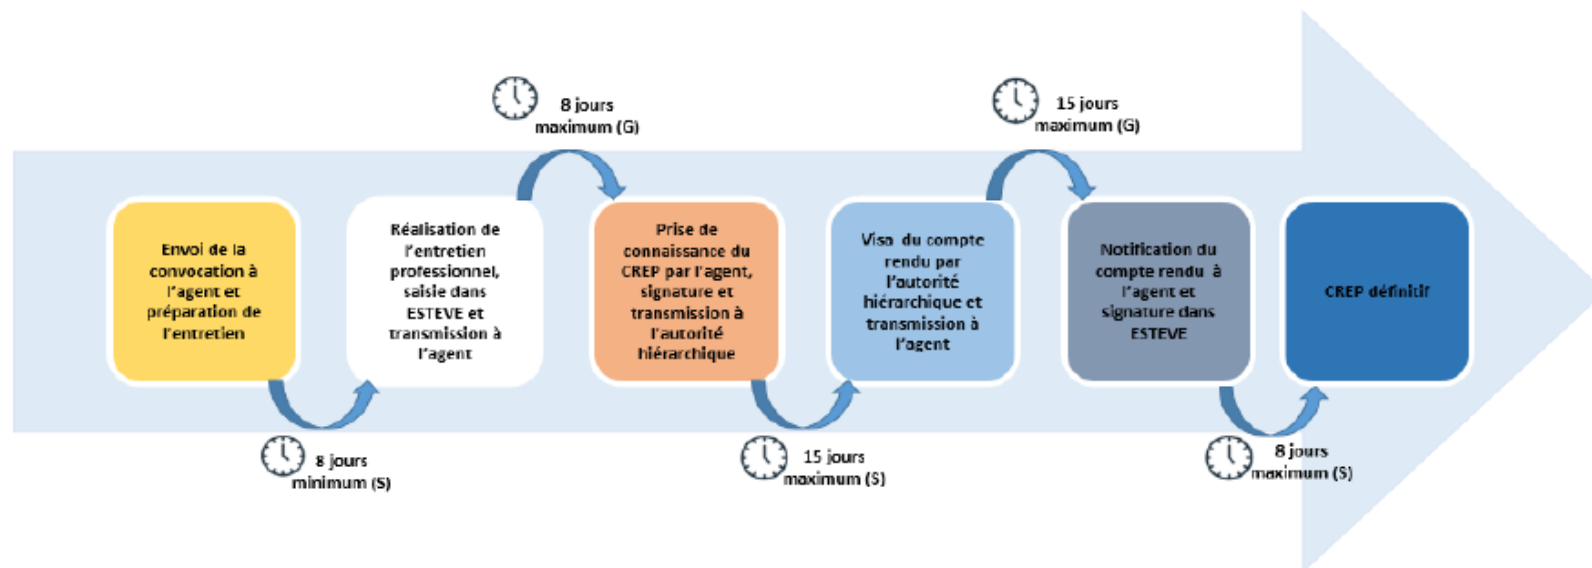 8 jours
maximum (G)
15 jours
maximum (G)
Envoi de la
convocation à
l'agent et
préparation de
l'entretien
Réalisation de
l'entretien
professionnel,
saisie dans
ESTEVE et
transmission à
l'agent
Prise de
connaissance du
CREP par l'agent,
signature et
transmission à
l'autorité
hiérarchique
Visa du compte
rendu par
l'autorité
hiérarchique et
transmission à
l'agent
Notification du
compte rendu à
l'agent et
signature dans
ESTEVE
CREP définitif
8 jours
minimum (S)
15 jours
maximum (S)
8 jours
maximum (S)